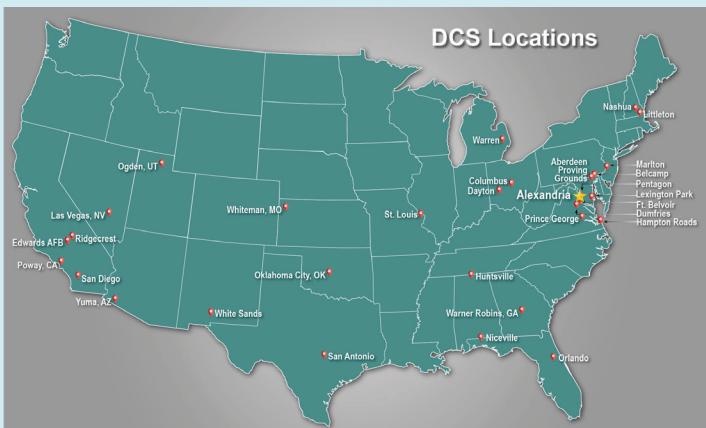 DCS Locations
Nashua
Littleton
Warren
Ogden, UT
Aberdeen
Proving
Grounds
Marlton
Belcamp
Pentagon
Lexington Park
Ft. Belvoir
Dumfries
Hampton Roads
Columbus
Dayton
Alexandria
Prince George
Whiteman, MO
St. Louis
Las Vegas, NV
Ridgecrest
Edwards AFB
Poway, CA
San Diego
Yuma, AZ
Oklahoma City, OK
White Sands
Huntsville
Warner Robins, GA
Niceville
San Antonio
Orlando